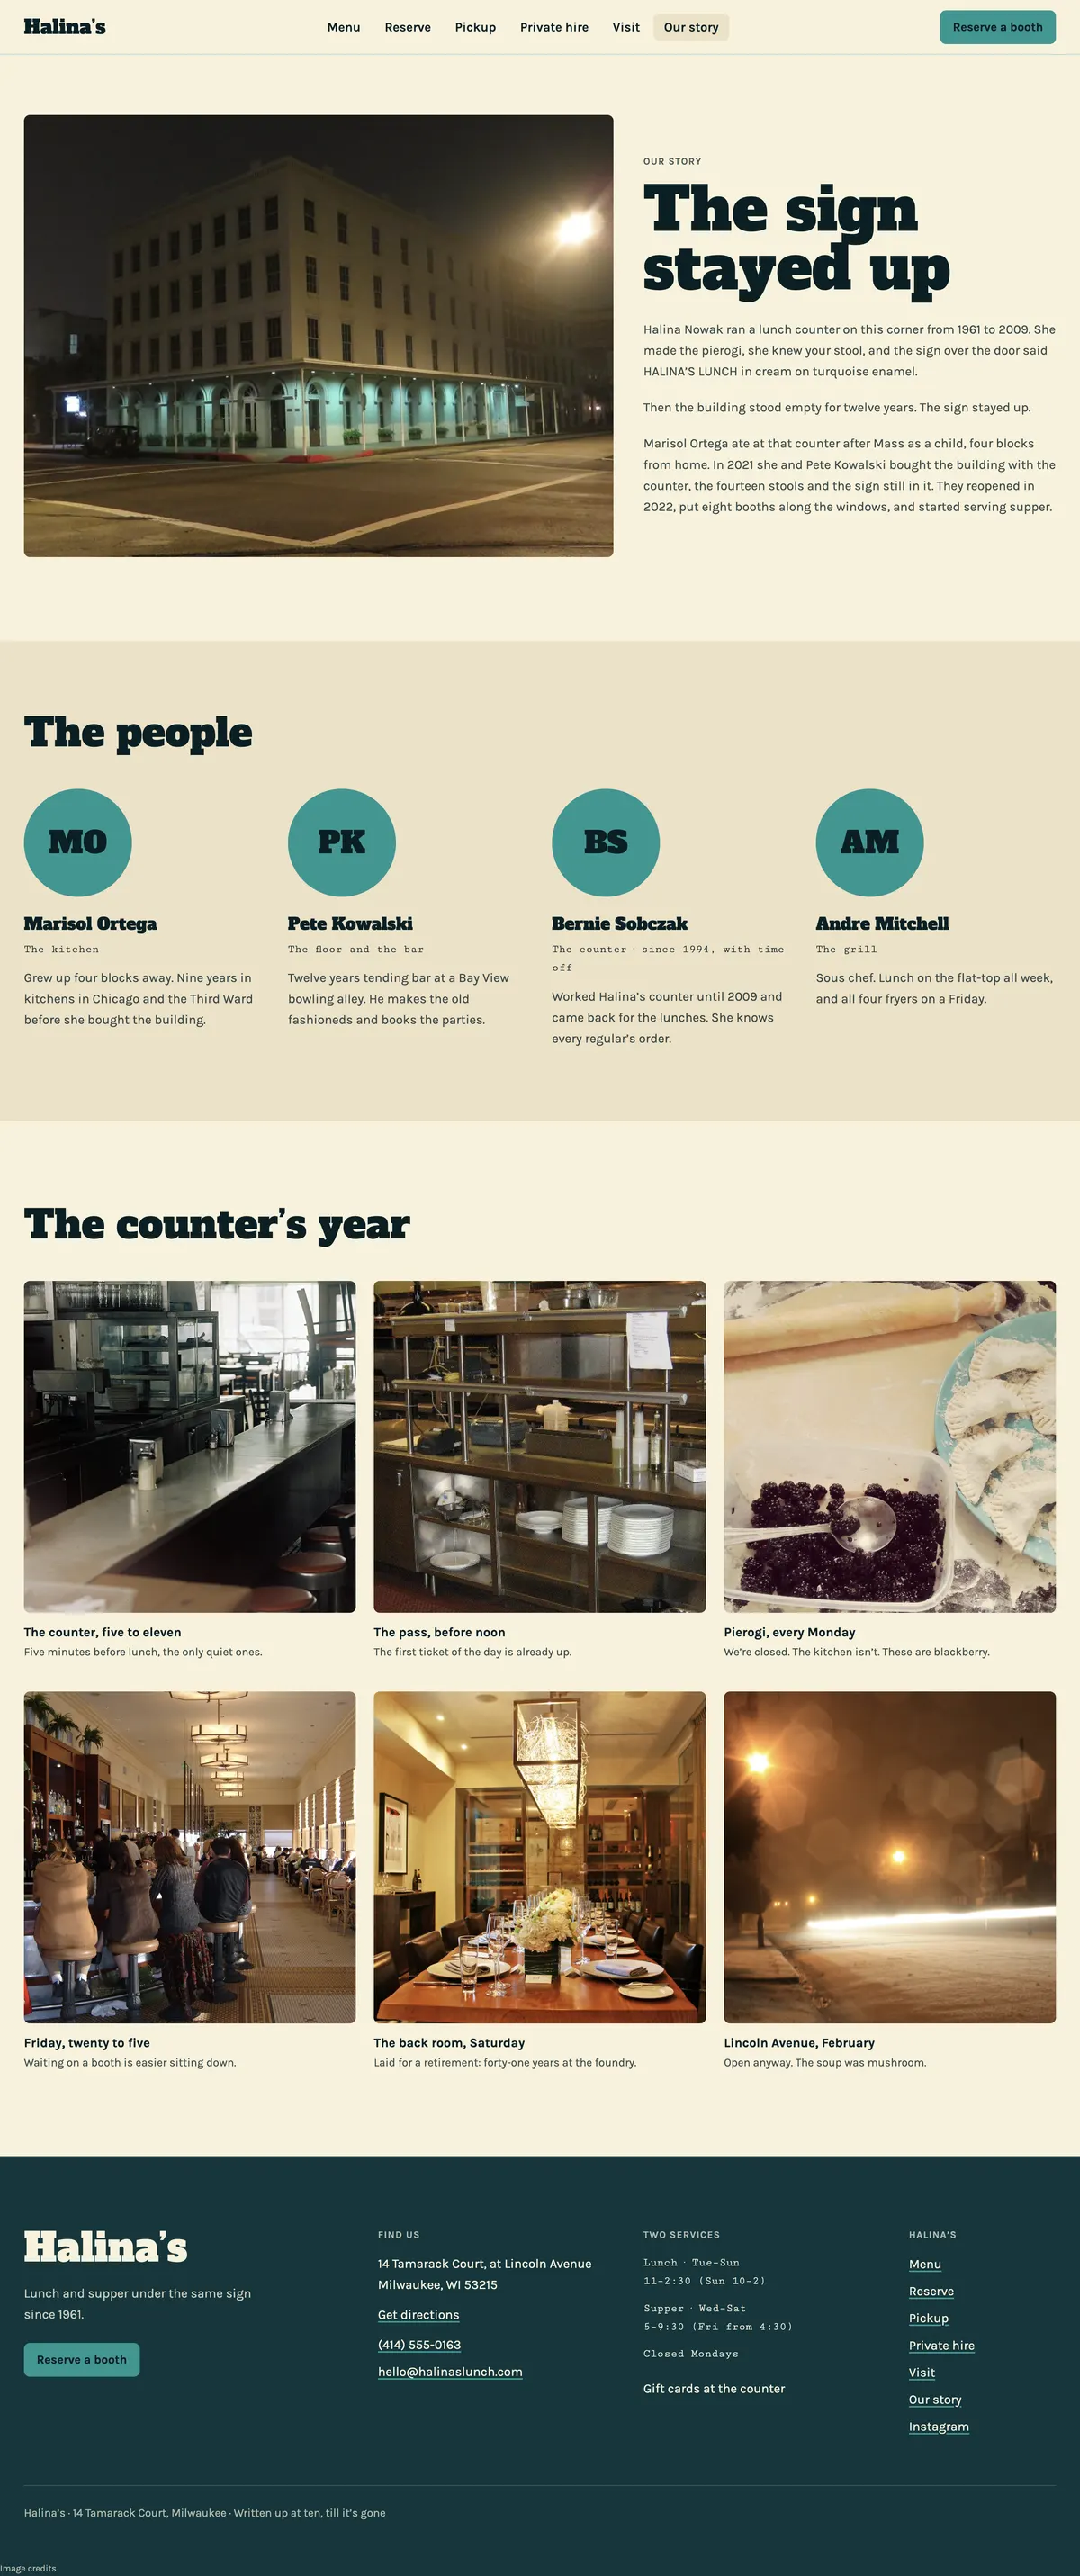 Halina's
Menu
Reserve
Pickup
Private hire
Visit
Our story
Reserve a booth
OUR STORY
The sign
stayed up
Halina Nowak ran a lunch counter on this corner from 1961 to 2009. She
made the pierogi, she knew your stool, and the sign over the door said
HALINA'S LUNCH in cream on turquoise enamel.
Then the building stood empty for twelve years. The sign stayed up.
Marisol Ortega ate at that counter after Mass as a child, four blocks
from home. In 2021 she and Pete Kowalski bought the building with the
counter, the fourteen stools and the sign still in it. They reopened in
2022, put eight booths along the windows, and started serving supper.
The people
MO
Marisol Ortega
The kitchen
Grew up four blocks away. Nine years in
kitchens in Chicago and the Third Ward
before she bought the building.
PK
Pete Kowalski
The floor and the bar
Twelve years tending bar at a Bay View
bowling alley. He makes the old
fashioneds and books the parties.
BS
Bernie Sobczak
The counter · since 1994, with time
off
Worked Halina's counter until 2009 and
came back for the lunches. She knows
every regular's order.
AM
Andre Mitchell
The grill
Sous chef. Lunch on the flat-top all week,
and all four fryers on a Friday.
The counter's year
The counter, five to eleven
Five minutes before lunch, the only quiet ones.
The pass, before noon
The first ticket of the day is already up.
Pierogi, every Monday
We're closed. The kitchen isn't. These are blackberry.
Friday, twenty to five
Waiting on a booth is easier sitting down.
The back room, Saturday
Laid for a retirement: forty-one years at the foundry.
Lincoln Avenue, February
Open anyway. The soup was mushroom.
Halina's
Lunch and supper under the same sign
since 1961.
Reserve a booth
FIND US
14 Tamarack Court, at Lincoln Avenue
Milwaukee, WI 53215
Get directions
(414) 555-0163
hello@halinaslunch.com
TWO SERVICES
Lunch · Tue–Sun
11–2:30 (Sun 10–2)
Supper · Wed–Sat
5–9:30 (Fri from 4:30)
Closed Mondays
Gift cards at the counter
HALINA'S
Menu
Reserve
Pickup
Private hire
Visit
Our story
Instagram
Halina's · 14 Tamarack Court, Milwaukee · Written up at ten, till it's gone
Image credits